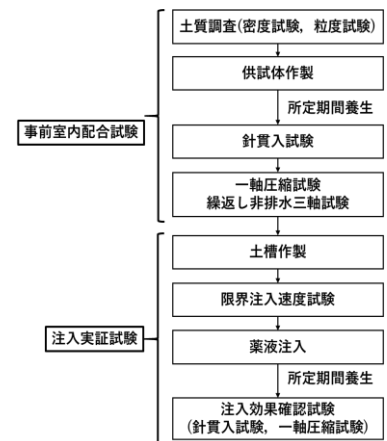 土質調査(密度試験，粒度試験)
供試体作製
所定期間養生
事前室内配合試験
針貫入試験
一軸圧縮試験
繰返し非排水三軸試験
土槽作製
限界注入速度試験
注入実証試験
薬液注入
所定期間養生
注入効果確認試験
(針貫入試験，一軸圧縮試験)